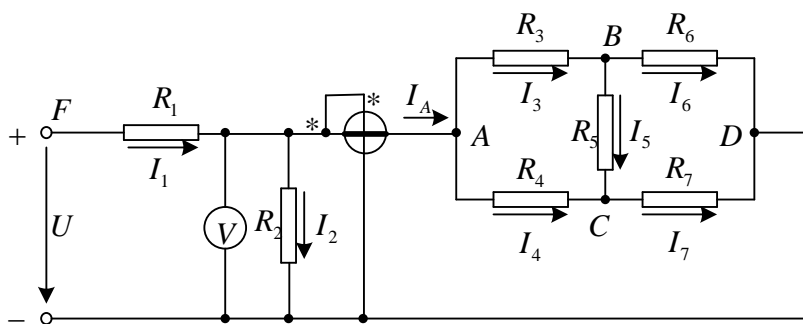 R3 B R6
I3 I6
F R1 * * IA
+ A R5 I5 D
I1
R4 R7
U V R2 I2
C
I4 I7
−